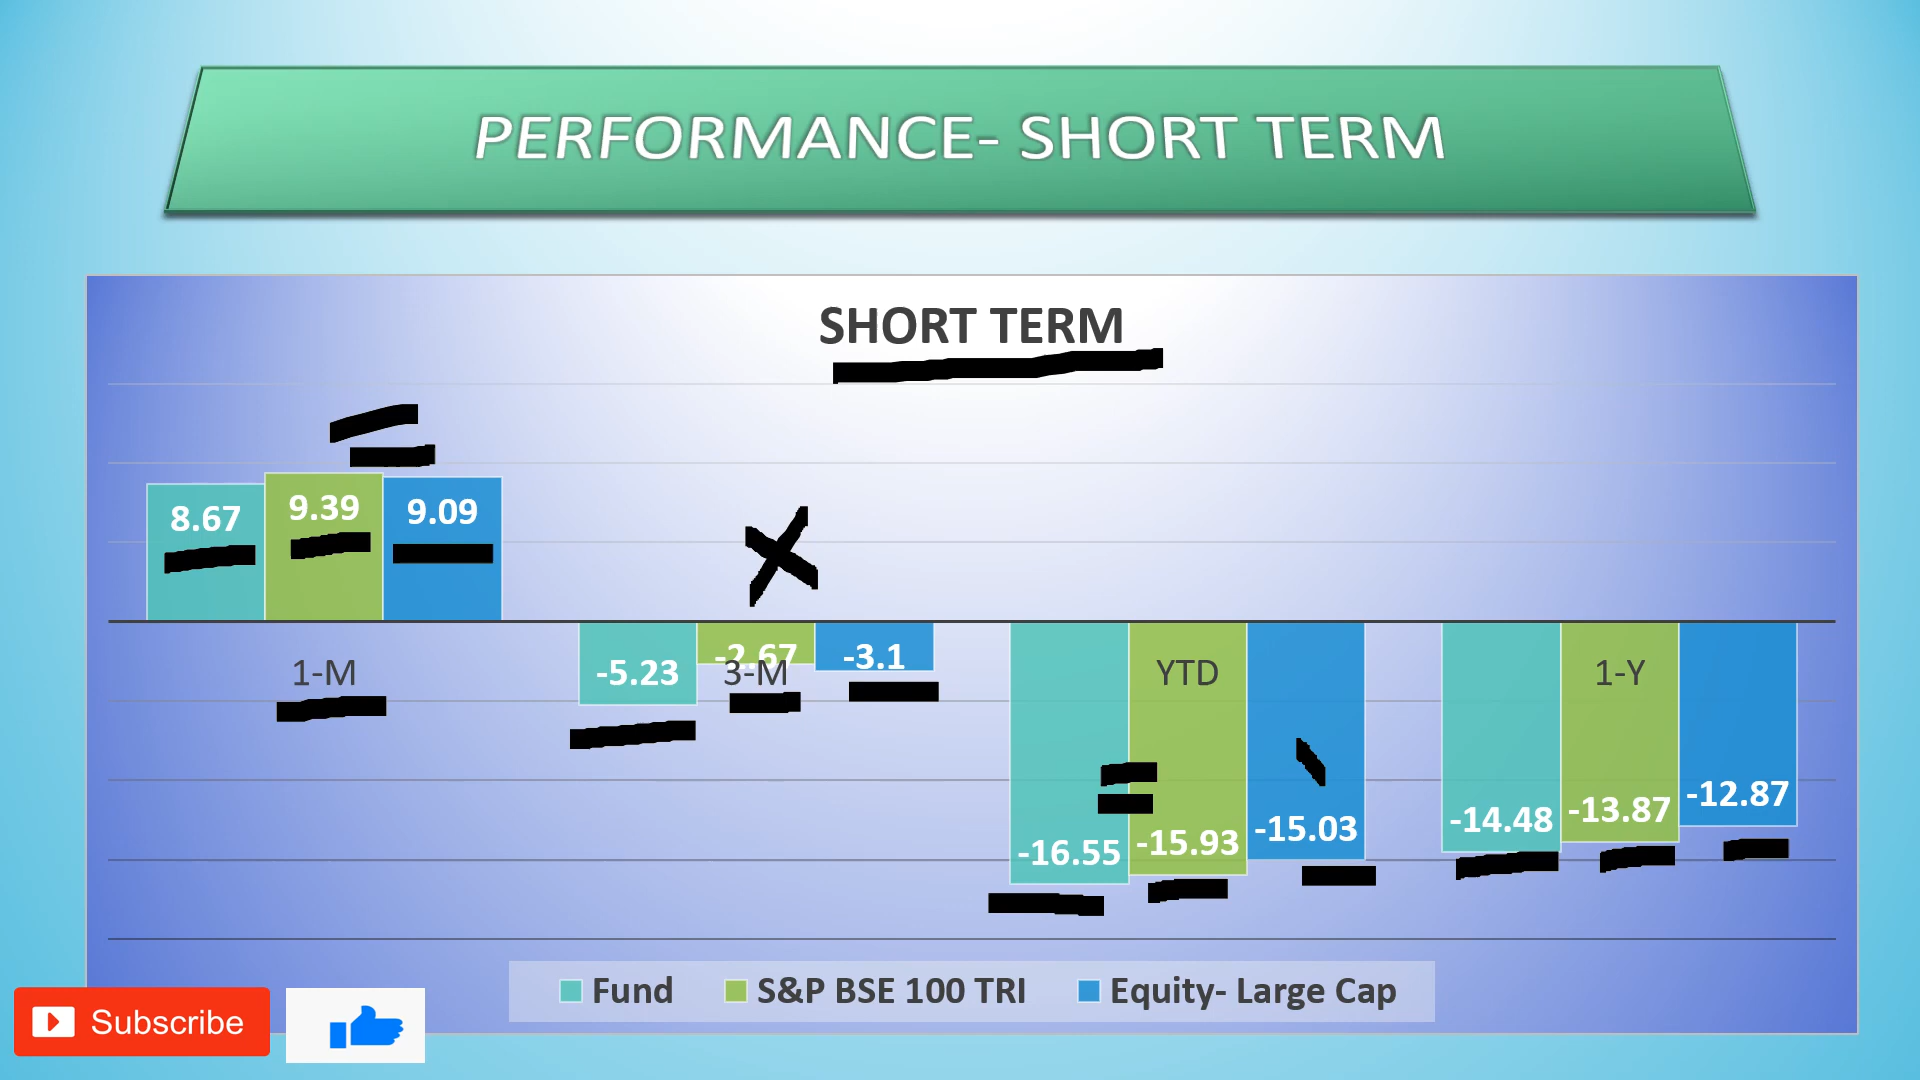 PERFORMANCE- SHORT TERM
SHORT TERM
8.67
9.39
9.09
-5.23
-2.67
-3.1
1-M
3-M
YTD
1-Y
-16.55
-15.93
-15.03
-14.48
-13.87
-12.87
Fund
S&P BSE 100 TRI
Equity- Large Cap
Subscribe